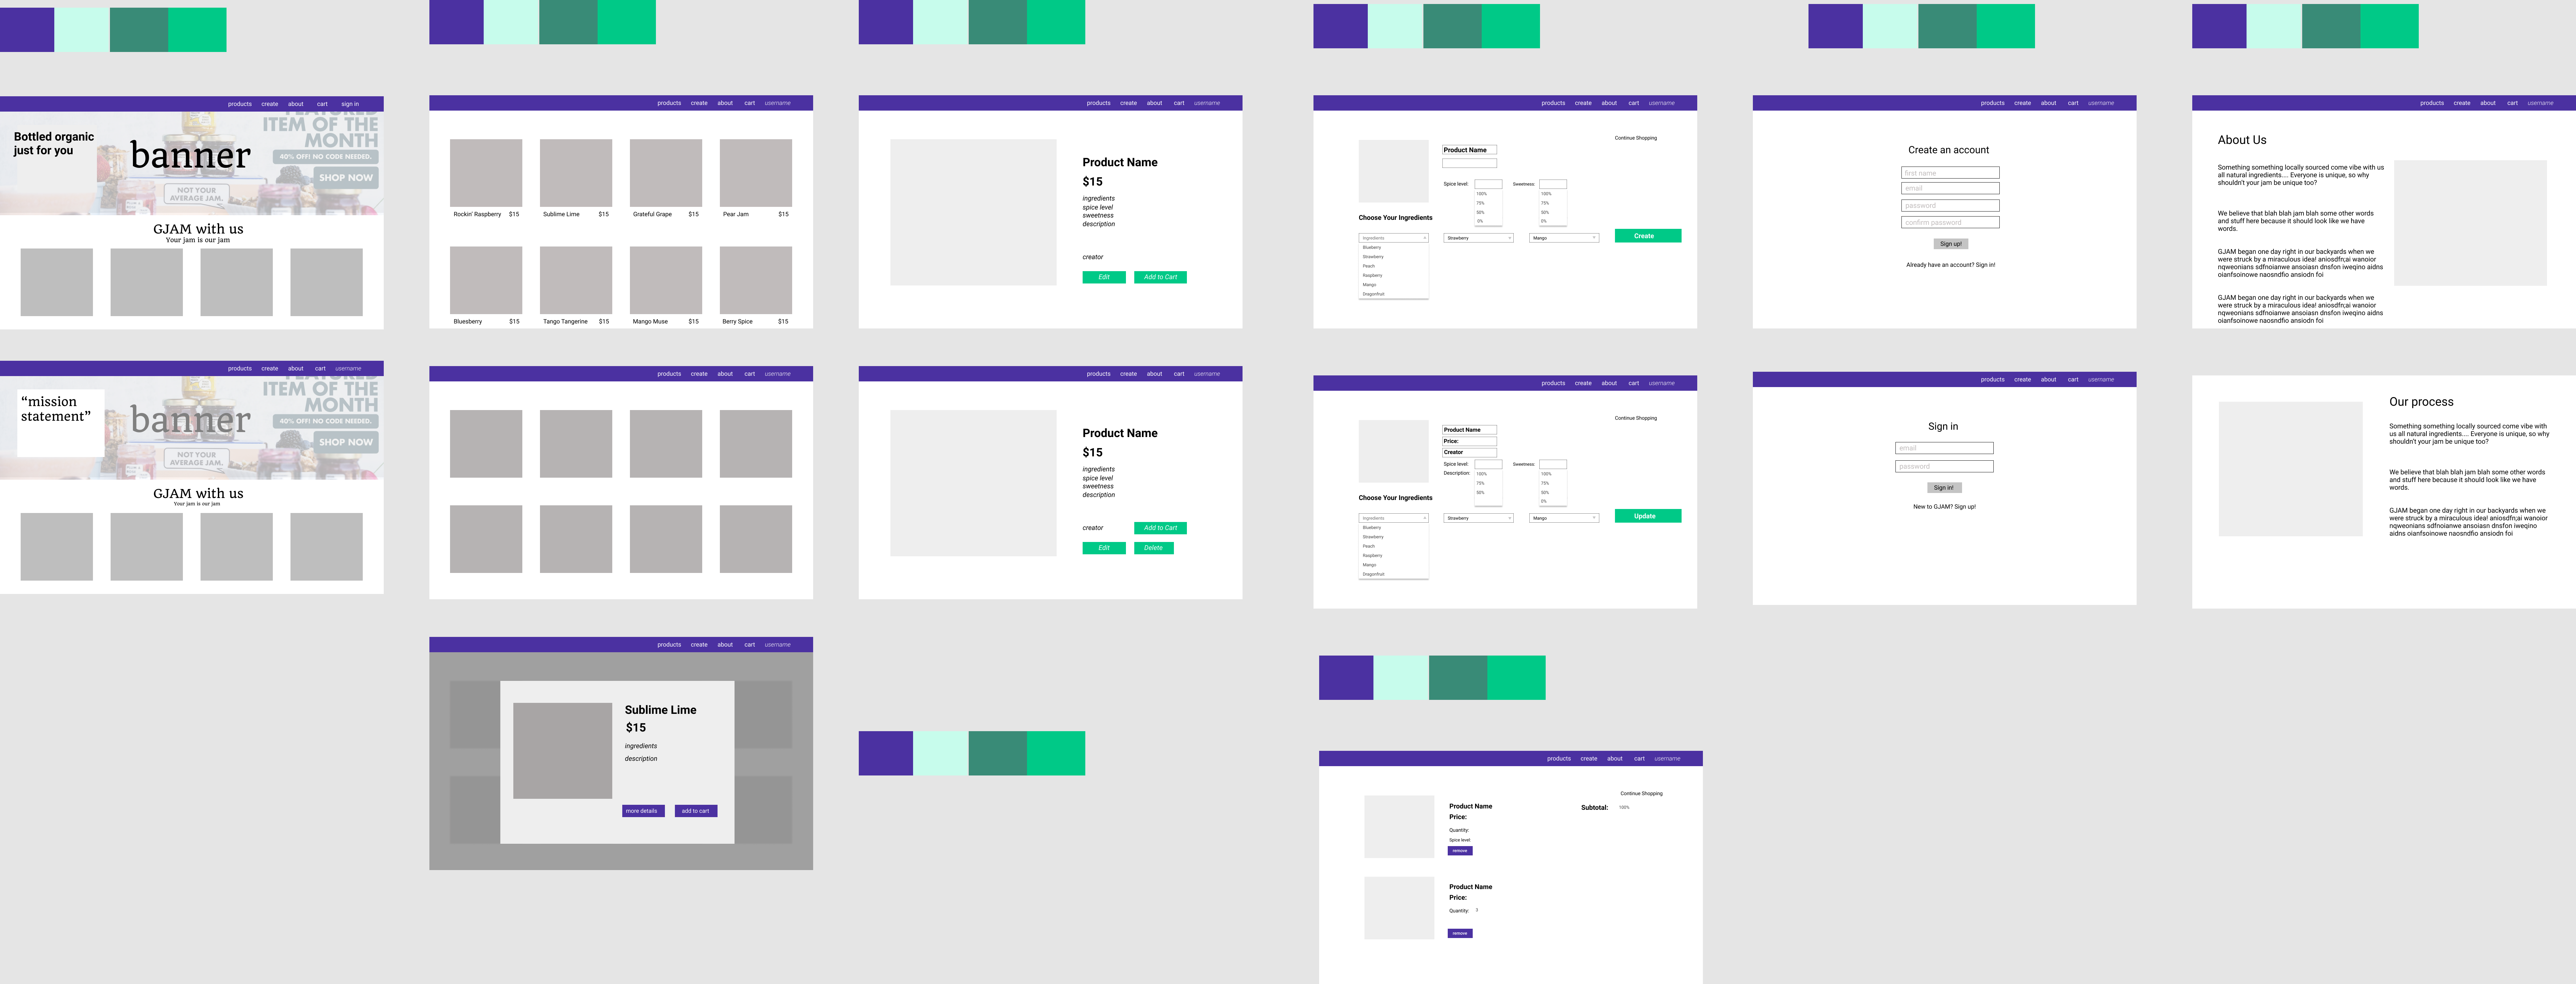 products create about cart sign in
Bottled organic
just for you
banner
FEATURED
ITEM OF THE
MONTH
40% OFF! NO CODE NEEDED.
SHOP NOW
NOT YOUR
AVERAGE JAM.
GJAM with us
Your jam is our jam
products create about cart username
Rockin' Raspberry $15 Sublime Lime $15 Grateful Grape $15 Pear Jam $15
Bluesberry $15 Tango Tangerine $15 Mango Muse $15 Berry Spice $15
products create about cart username
Product Name
$15
ingredients
spice level
sweetness
description
creator
Edit Add to Cart
products create about cart username
Continue Shopping
Product Name
Spice level: Sweetness:
100% 100%
75% 75%
50% 50%
0% 0%
Choose Your Ingredients
Ingredients Strawberry Mango
Blueberry
Strawberry
Peach
Raspberry
Mango
Dragonfruit
Create
products create about cart username
Create an account
first name
email
password
confirm password
Sign up!
Already have an account? Sign in!
products create about cart username
About Us
Something something locally sourced come vibe with us
all natural ingredients.... Everyone is unique, so why
shouldn't your jam be unique too?
We believe that blah blah jam blah some other words
and stuff here because it should look like we have
words.
GJAM began one day right in our backyards when we
were struck by a miraculous idea! aniosdfn;ai wanoior
nqweonians sdfnoianwe ansoiasn dnsfon iweqino aidns
oianfsoinowe naosndfio ansiodn foi
GJAM began one day right in our backyards when we
were struck by a miraculous idea! aniosdfn;ai wanoior
nqweonians sdfnoianwe ansoiasn dnsfon iweqino aidns
oianfsoinowe naosndfio ansiodn foi
products create about cart username
"mission
statement"
banner
FEATURED
ITEM OF THE
MONTH
40% OFF! NO CODE NEEDED.
SHOP NOW
NOT YOUR
AVERAGE JAM.
GJAM with us
Your jam is our jam
products create about cart username
products create about cart username
Product Name
$15
ingredients
spice level
sweetness
description
creator Add to Cart
Edit Delete
products create about cart username
Continue Shopping
Product Name
Price:
Creator
Spice level: Sweetness:
Description: 100% 100%
75% 75%
50% 50%
0%
Choose Your Ingredients
Ingredients Strawberry Mango
Blueberry
Strawberry
Peach
Raspberry
Mango
Dragonfruit
Update
products create about cart username
Sign in
email
password
Sign in!
New to GJAM? Sign up!
Our process
Something something locally sourced come vibe with
us all natural ingredients.... Everyone is unique, so why
shouldn't your jam be unique too?
We believe that blah blah jam blah some other words
and stuff here because it should look like we have
words.
GJAM began one day right in our backyards when we
were struck by a miraculous idea! aniosdfn;ai wanoior
nqweonians sdfnoianwe ansoiasn dnsfon iweqino
aidns oianfsoinowe naosndfio ansiodn foi
products create about cart username
Sublime Lime
$15
ingredients
description
more details add to cart
products create about cart username
Continue Shopping
Product Name
Price:
Subtotal: 100%
Quantity:
Spice level
remove
Product Name
Price:
Quantity:
remove